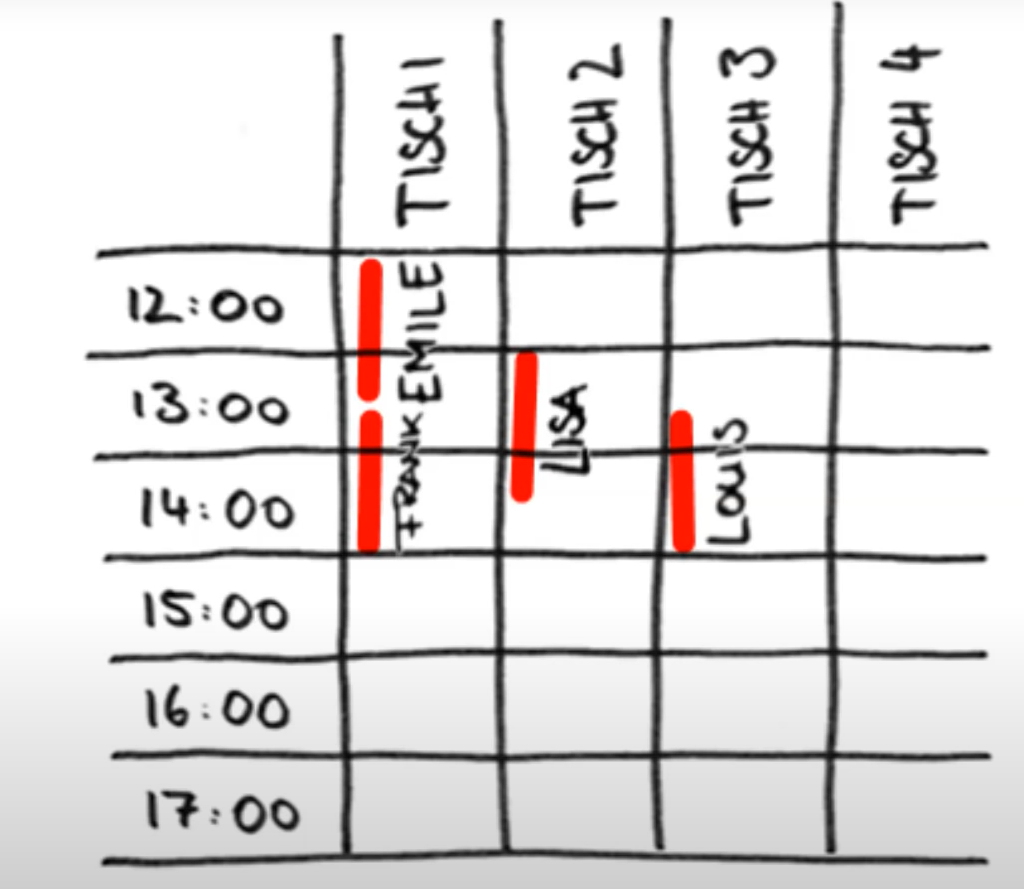 TISCH 1
TISCH 2
TISCH 3
TISCH 4
12:00
EMILE
13:00
FRANK
LISA
LOUIS
14:00
15:00
16:00
17:00